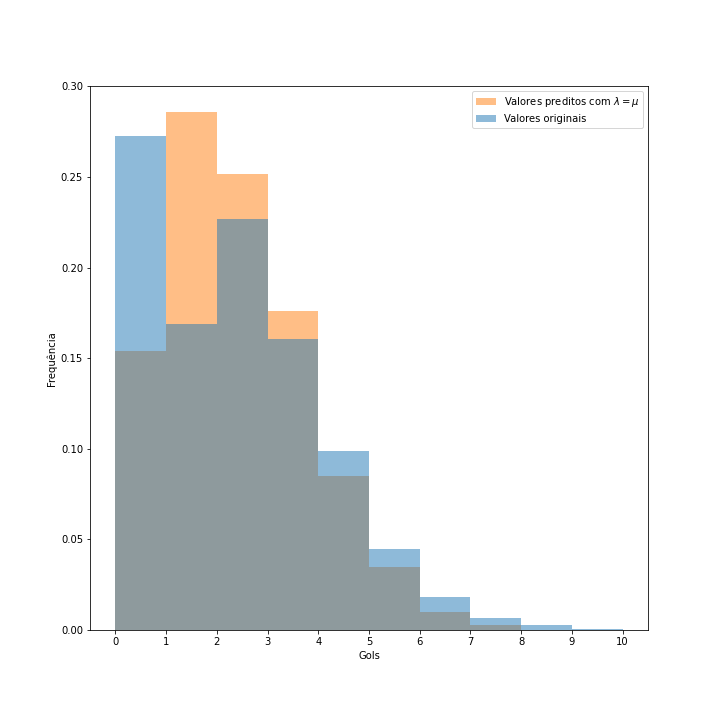 Valores preditos com λ = μ
Valores originais
0.30
0.25
0.20
0.15
0.10
0.05
0.00
Frequência
0 1 2 3 4 5 6 7 8 9 10
Gols